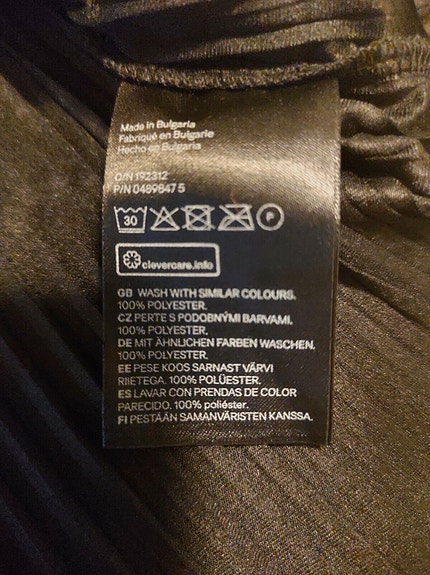 Made in Bulgaria
Fabriqué en Bulgarie
Hecho en Bulgaria
O/N 192312
P/N 048984 7 5
30
P
clevercare.info
GB WASH WITH SIMILAR COLOURS.
100% POLYESTER.
CZ PERTE S PODOBNÝMI BARVAMI.
100% POLYESTER.
DE MIT ÄHNLICHEN FARBEN WASCHEN.
100% POLYESTER.
EE PESE KOOS SARNAST VÄRVI
RIIETEGA. 100% POLÜESTER.
ES LAVAR CON PRENDAS DE COLOR
PARECIDO. 100% poliéster.
FI PESTÄÄN SAMANVÄRISTEN KANSSA.